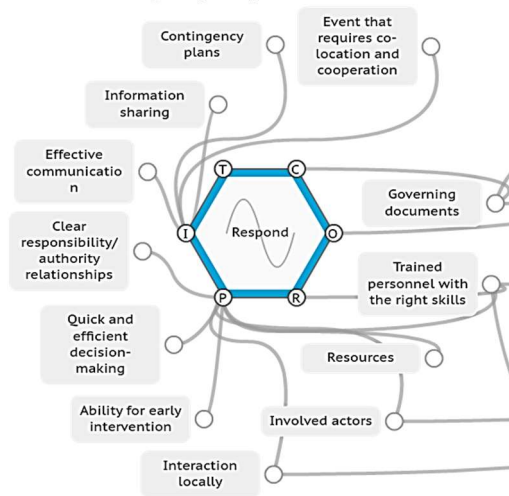 Contingency
plans
Event that
requires co-
location and
cooperation
Information
sharing
Effective
communicatio
n
T
C
Governing
documents
I
Respond
O
Clear
responsibility/
authority
relationships
Trained
personnel with
the right skills
P
R
Quick and
efficient
decision-
making
Resources
Ability for early
intervention
Involved actors
Interaction
locally